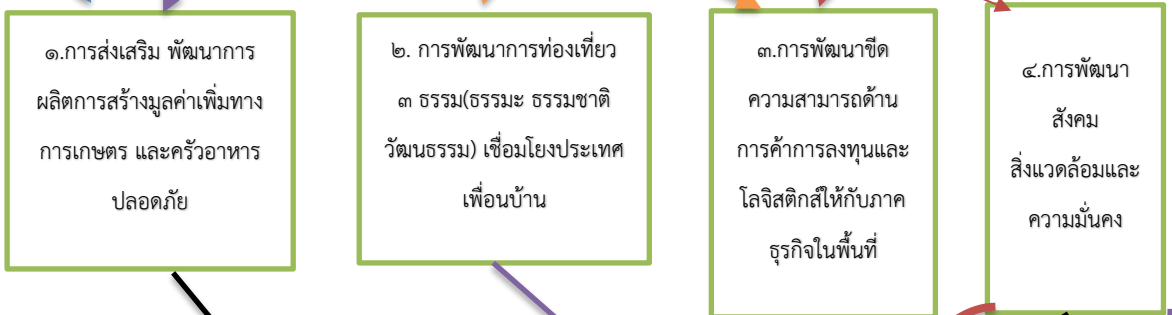 ๑.การส่งเสริม พัฒนาการ
ผลิตการสร้างมูลค่าเพิ่มทาง
การเกษตร และครัวอาหาร
ปลอดภัย
๒. การพัฒนาการท่องเที่ยว
๓ ธรรม(ธรรมะ ธรรมชาติ
วัฒนธรรม) เชื่อมโยงประเทศ
เพื่อนบ้าน
๓.การพัฒนาขีด
ความสามารถด้าน
การค้าการลงทุนและ
โลจิสติกส์ให้กับภาค
ธุรกิจในพื้นที่
๔.การพัฒนา
สังคม
สิ่งแวดล้อมและ
ความมั่นคง